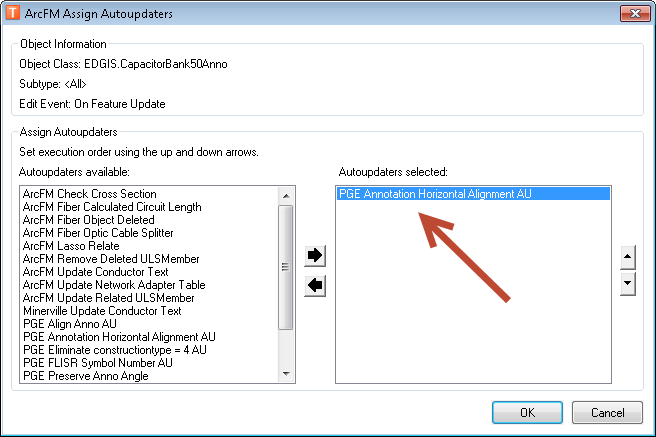 T ArcFM Assign Autoupdaters
Object Information
Object Class: EDGIS.CapacitorBank50Anno
Subtype: <All>
Edit Event: On Feature Update
Assign Autoupdaters
Set execution order using the up and down arrows.
Autoupdaters available:
ArcFM Check Cross Section
ArcFM Fiber Calculated Circuit Length
ArcFM Fiber Object Deleted
ArcFM Fiber Optic Cable Splitter
ArcFM Lasso Relate
ArcFM Remove Deleted ULSMember
ArcFM Update Conductor Text
ArcFM Update Network Adapter Table
ArcFM Update Related ULSMember
Minerville Update Conductor Text
PGE Align Anno AU
PGE Annotation Horizontal Alignment AU
PGE Eliminate constructiontype = 4 AU
PGE FLISR Symbol Number AU
PGE Preserve Anno Angle
Autoupdaters selected:
PGE Annotation Horizontal Alignment AU
OK
Cancel